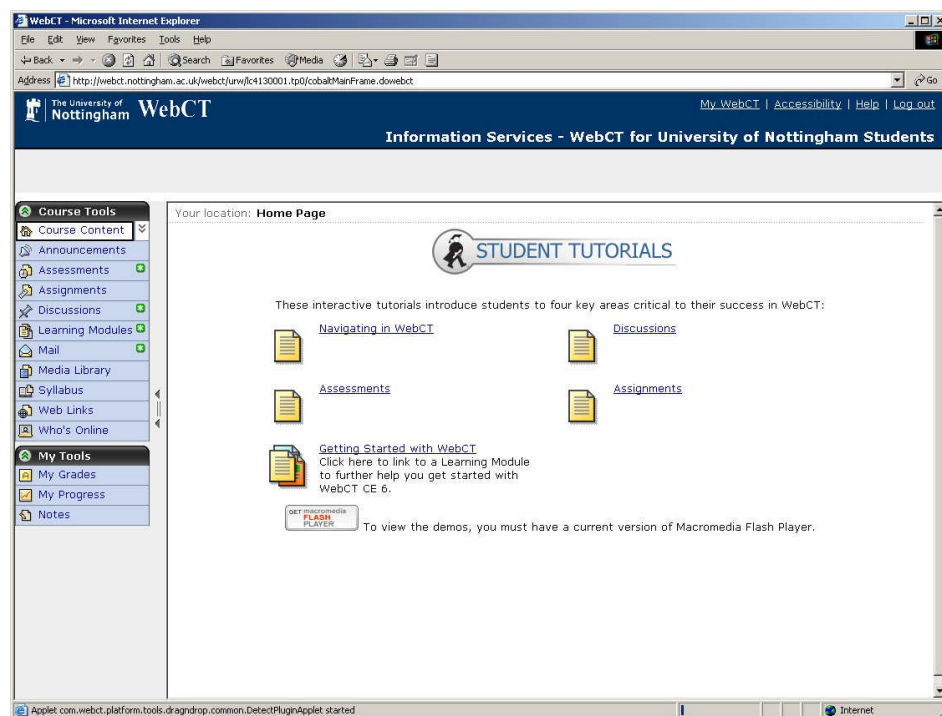 WebCT - Microsoft Internet Explorer
File Edit View Favorites Tools Help
Back Search Favorites Media
Address http://webct.nottingham.ac.uk/webct/urw/lc4130001.tp0/cobaltMainFrame.dowebct Go
The University of Nottingham WebCT
My WebCT | Accessibility | Help | Log out
Information Services - WebCT for University of Nottingham Students
Course Tools
Course Content
Announcements
Assessments
Assignments
Discussions
Learning Modules
Mail
Media Library
Syllabus
Web Links
Who's Online
My Tools
My Grades
My Progress
Notes
Your location: Home Page
STUDENT TUTORIALS
These interactive tutorials introduce students to four key areas critical to their success in WebCT:
Navigating in WebCT
Discussions
Assessments
Assignments
Getting Started with WebCT
Click here to link to a Learning Module
to further help you get started with
WebCT CE 6.
GET macromedia
FLASH
PLAYER
To view the demos, you must have a current version of Macromedia Flash Player.
Applet com.webct.platform.tools.dragndrop.common.DetectPluginApplet started
Internet